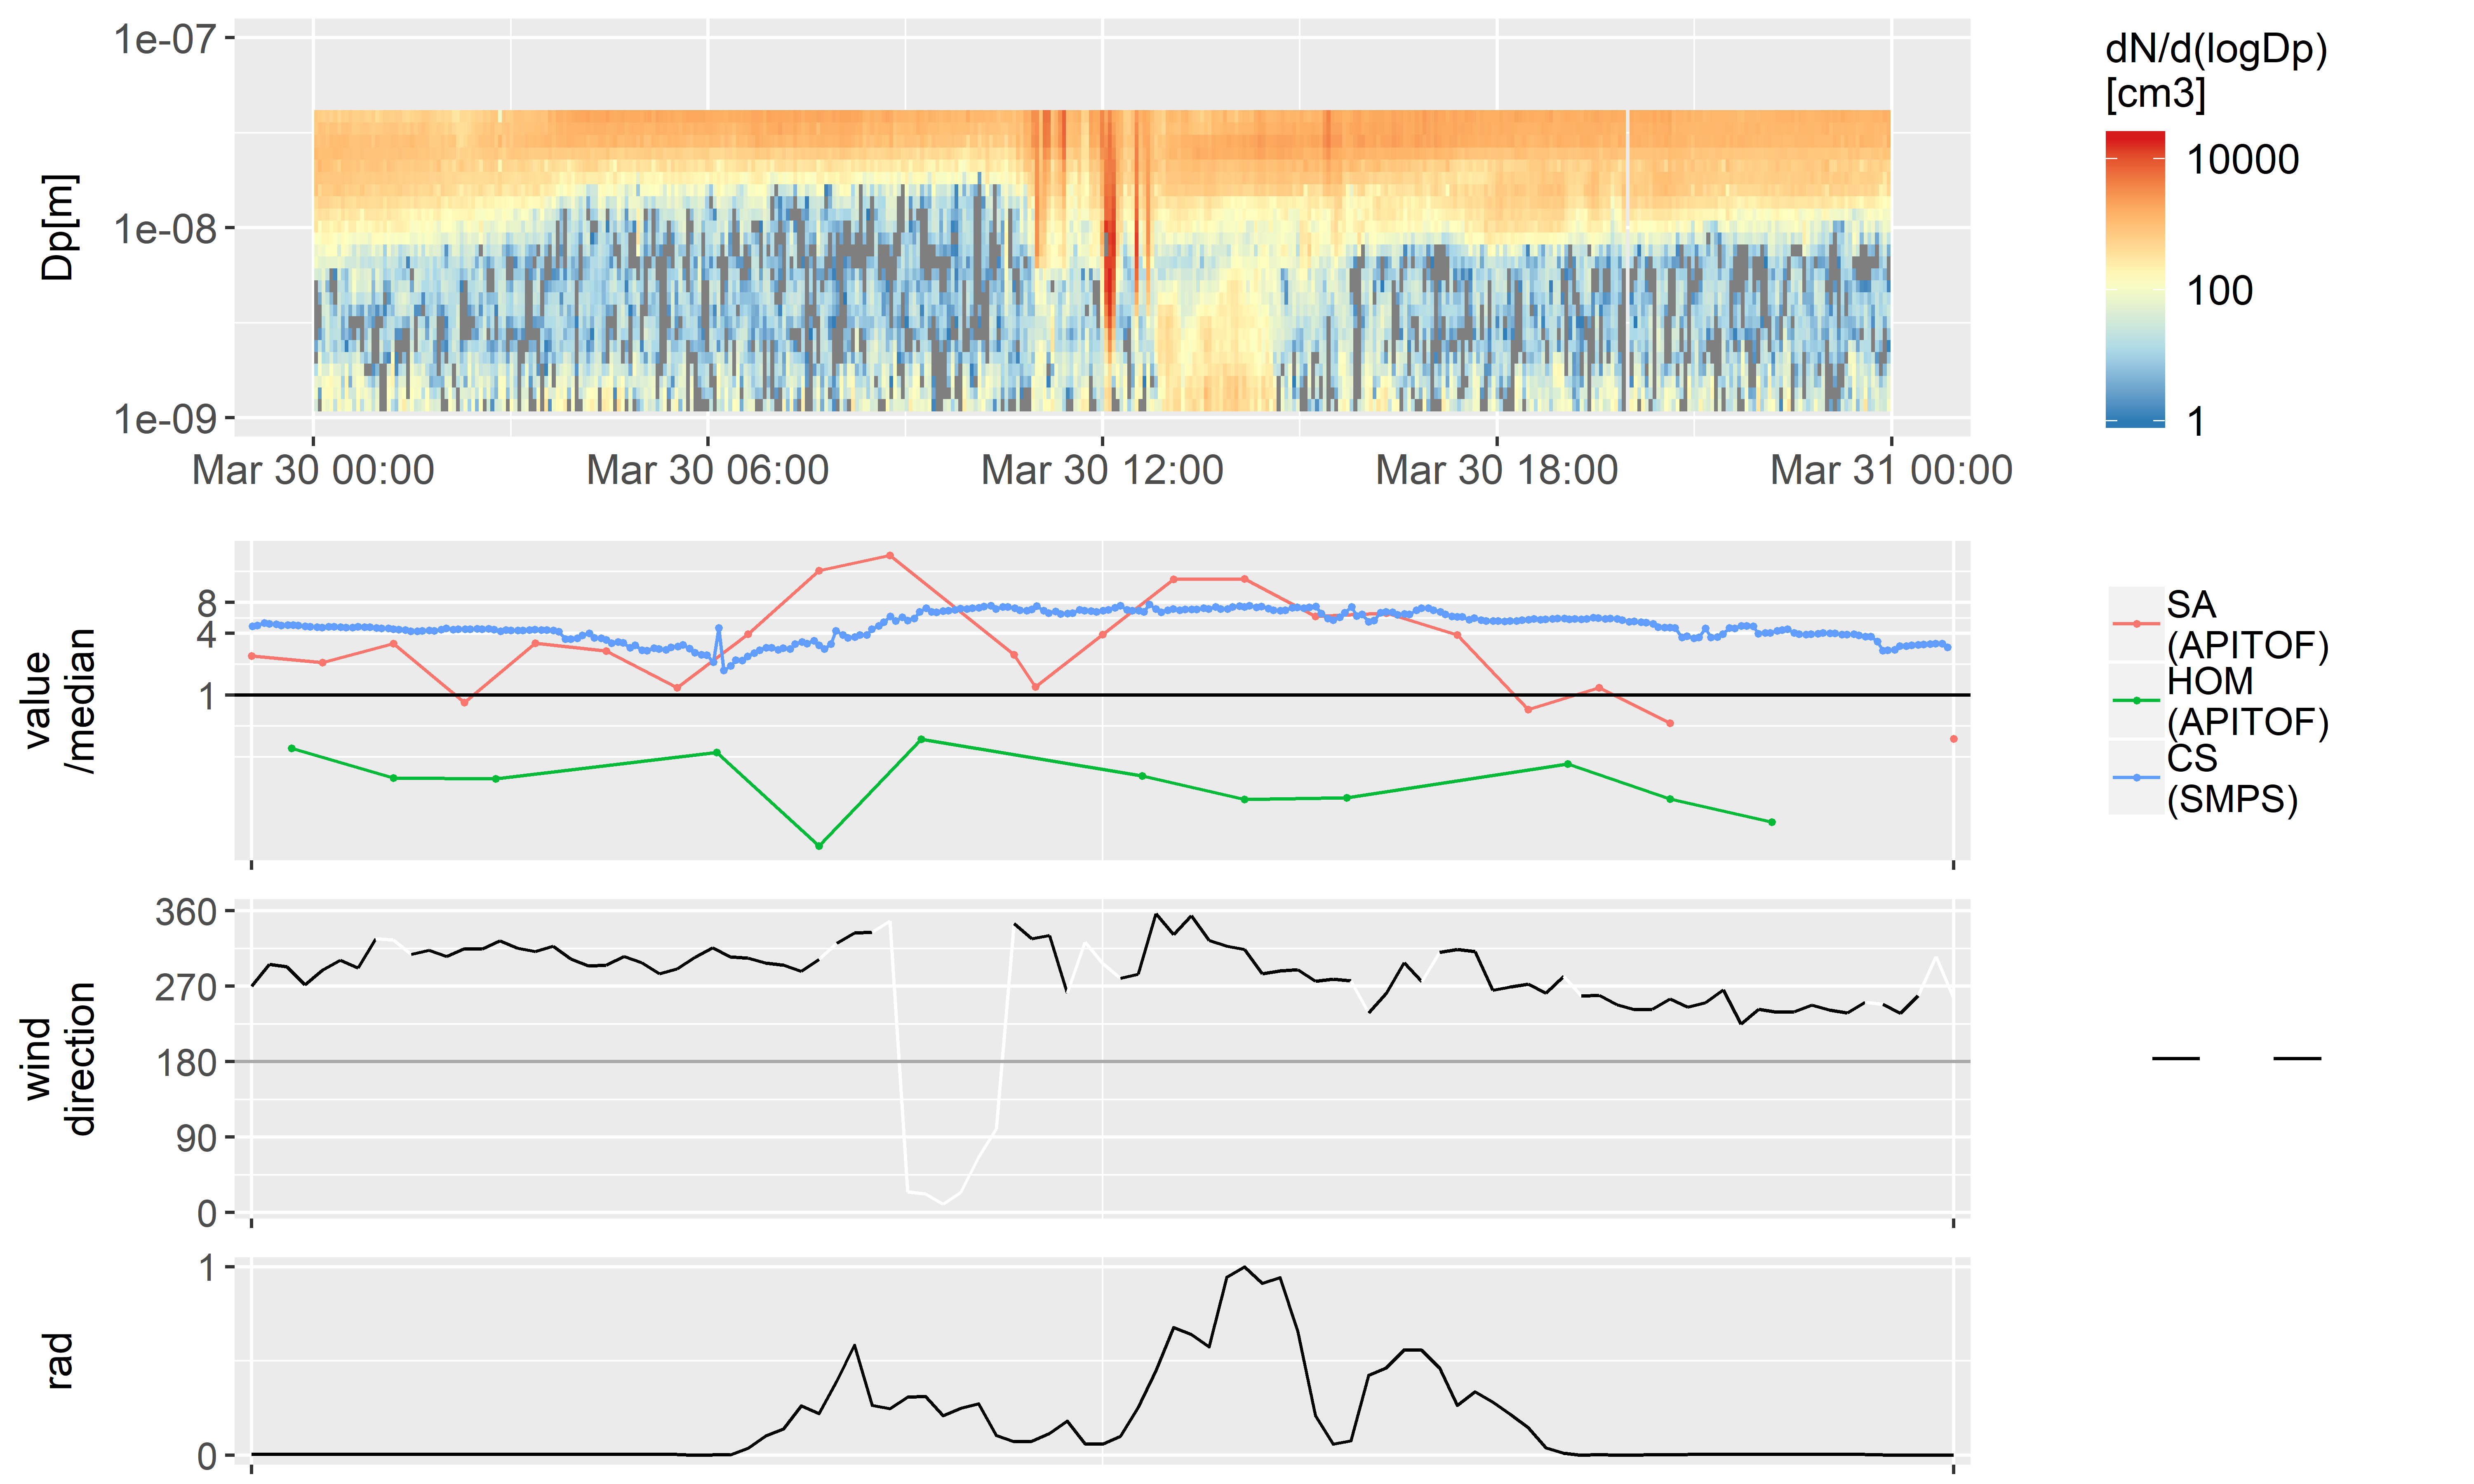 1e-07
1e-08
1e-09
Dp[m]
Mar 30 00:00
Mar 30 06:00
Mar 30 12:00
Mar 30 18:00
Mar 31 00:00
dN/d(logDp)
[cm3]
10000
100
1
8
4
1
value
/median
SA
(APITOF)
HOM
(APITOF)
CS
(SMPS)
360
270
180
90
0
wind
direction
1
0
rad